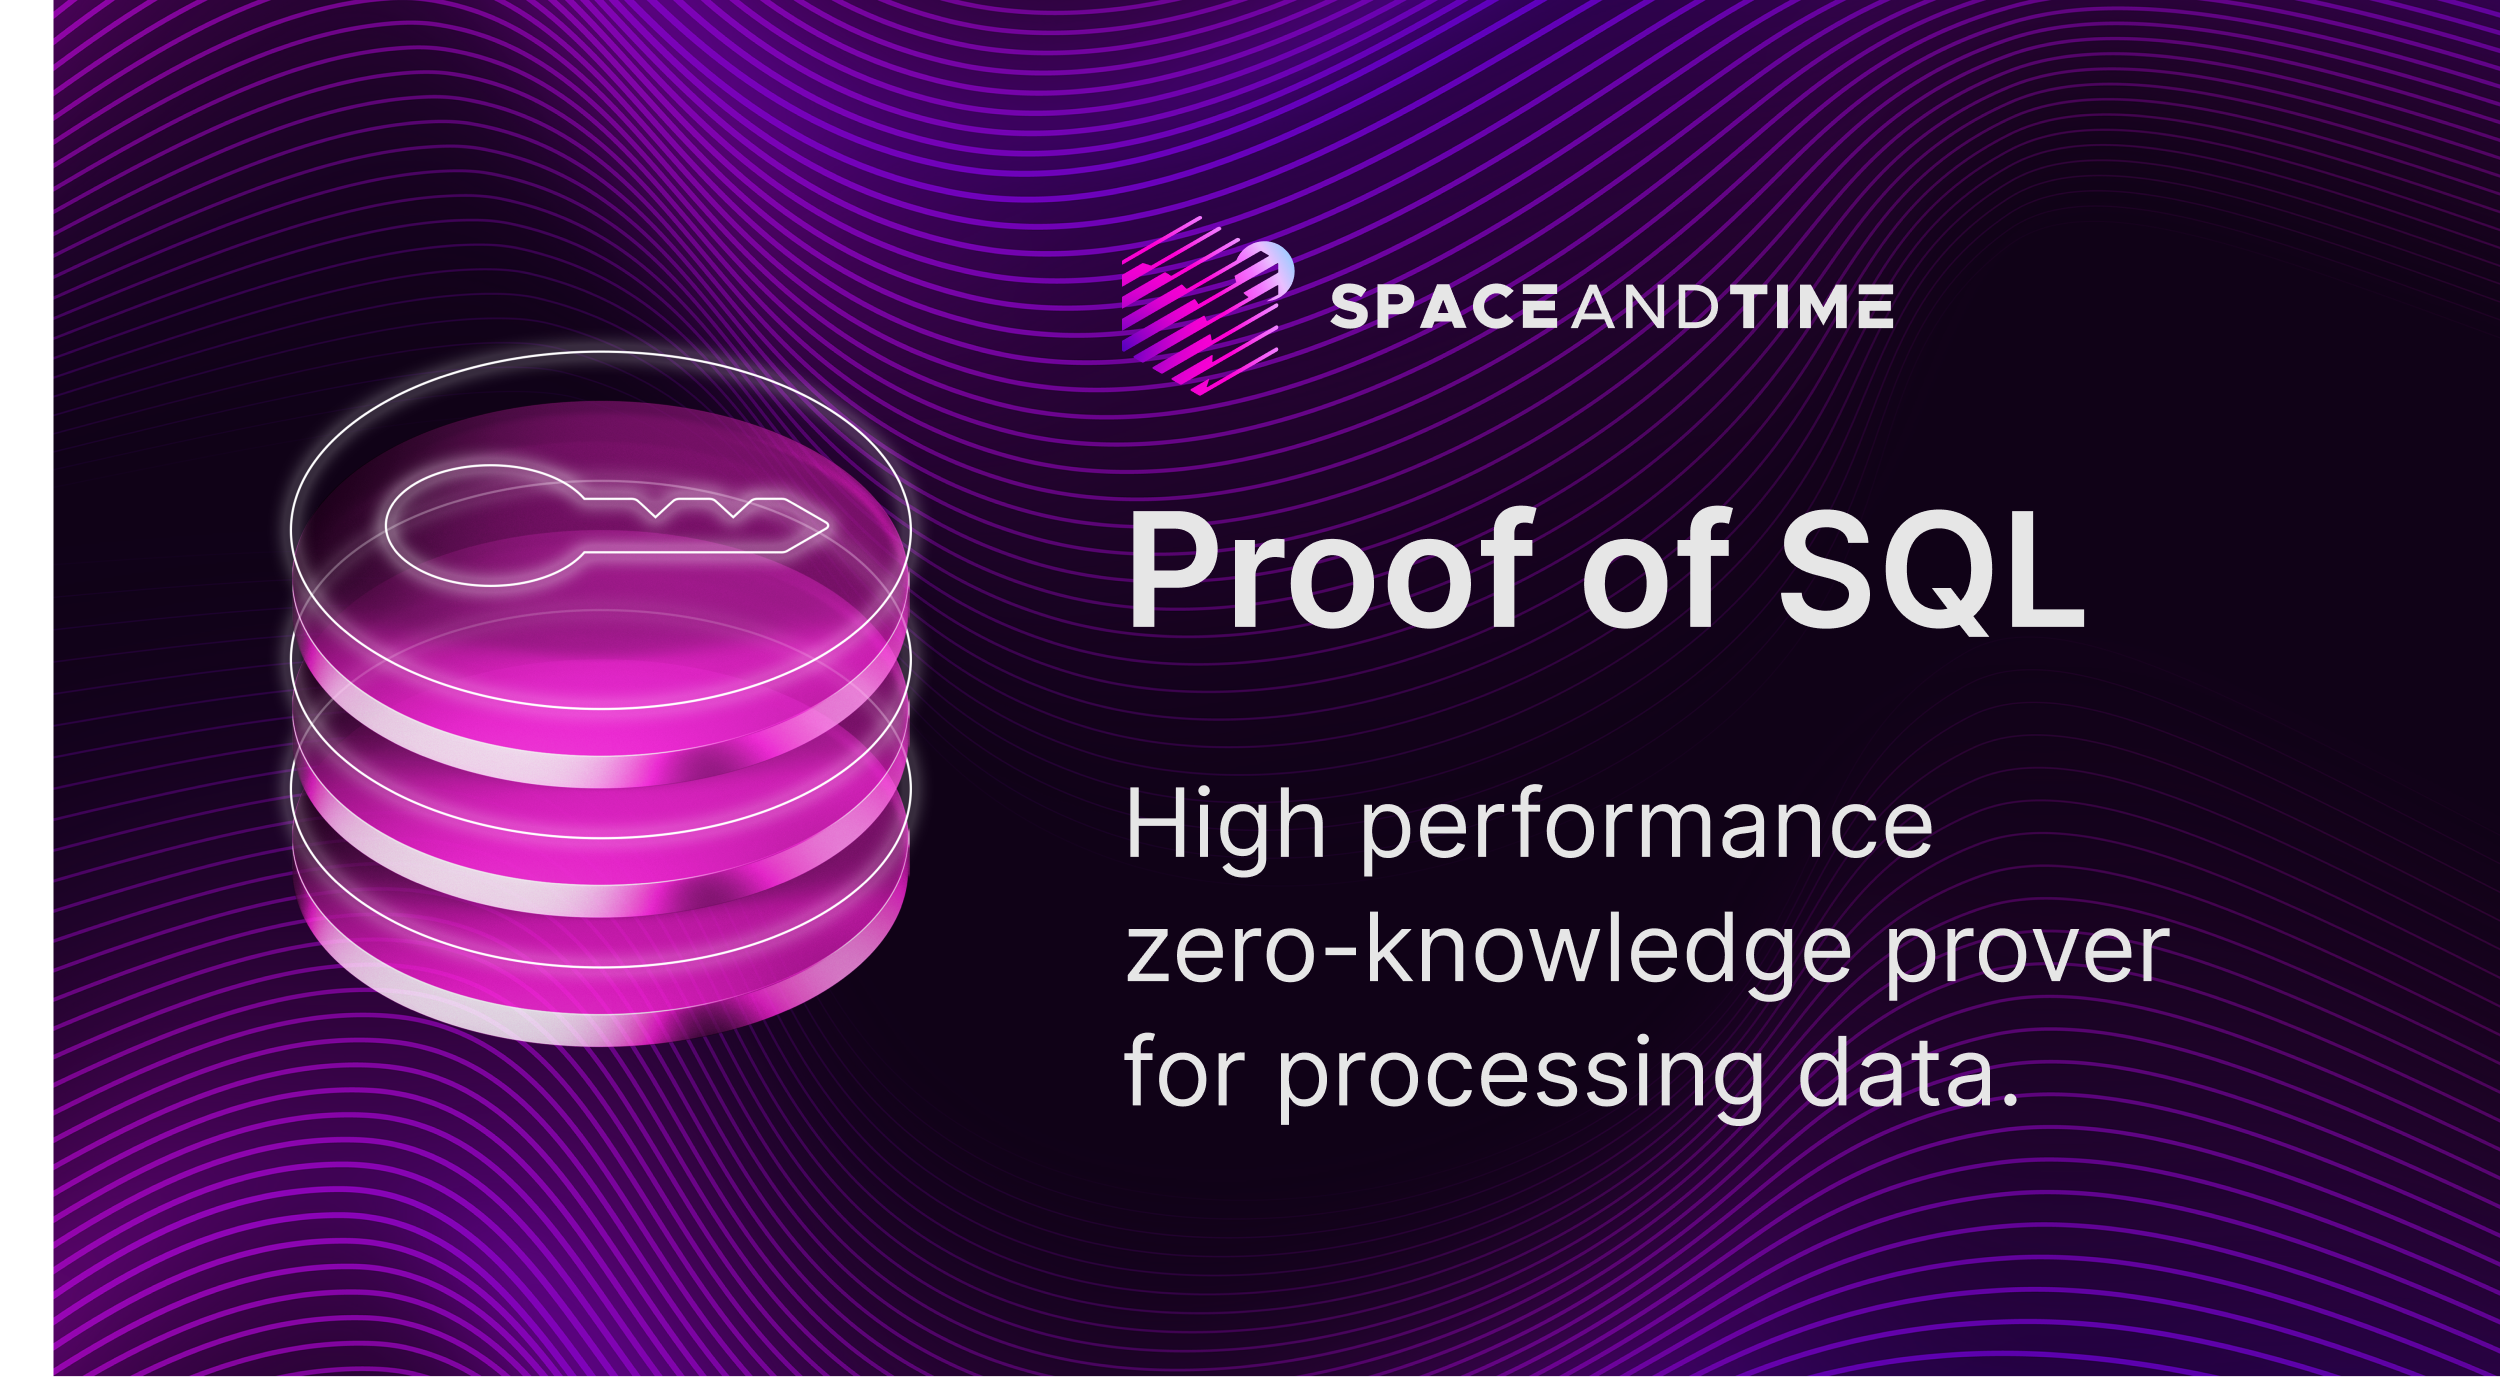 SPACE AND TIME
Proof of SQL
High performance
zero-knowledge prover
for processing data.